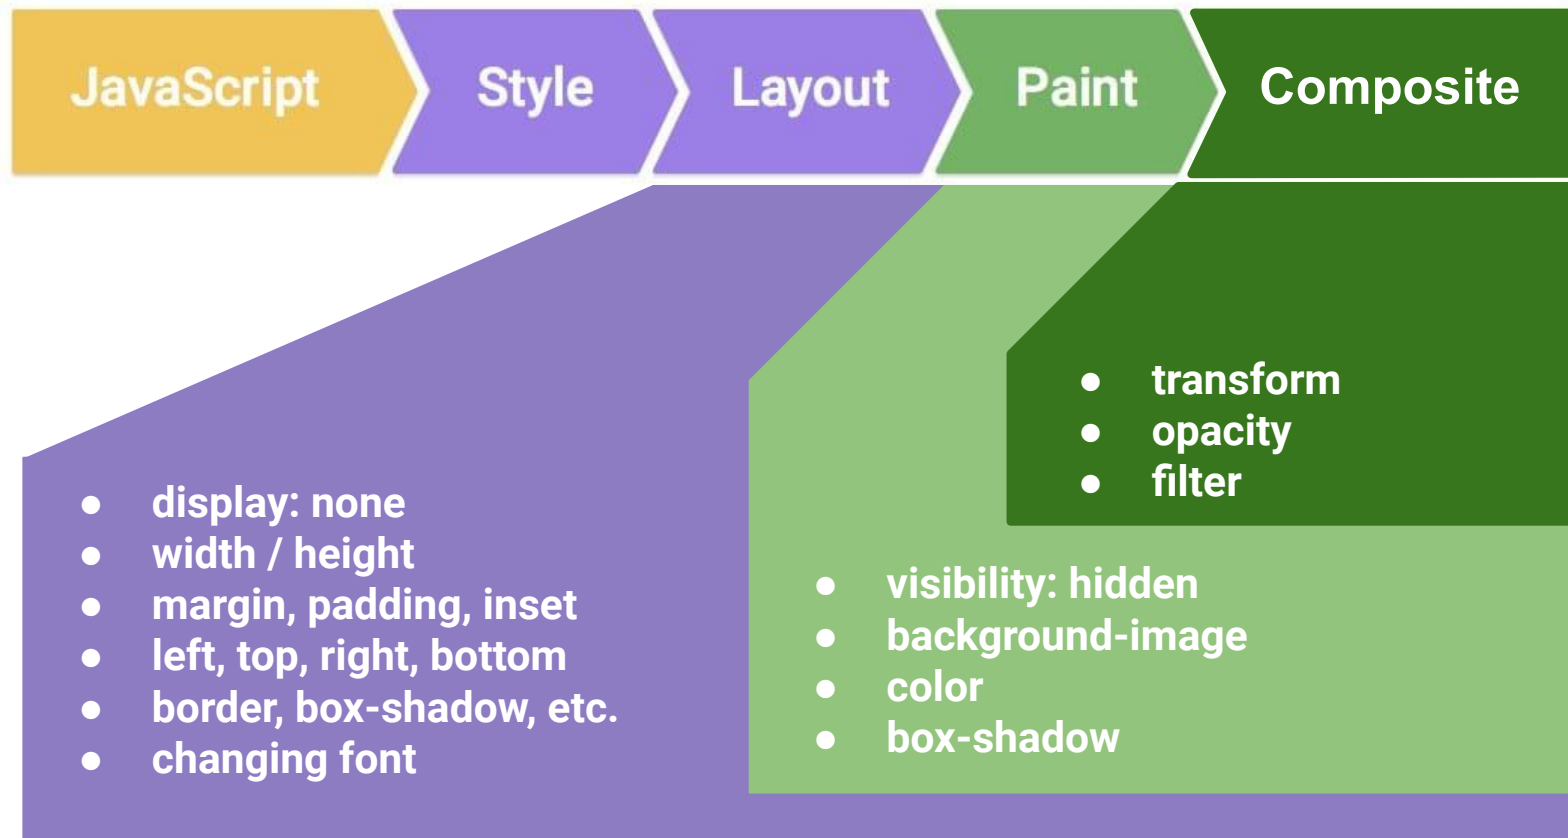 JavaScript
Style
Layout
Paint
Composite
● transform
● opacity
● filter
● display: none
● width / height
● margin, padding, inset
● left, top, right, bottom
● border, box-shadow, etc.
● changing font
● visibility: hidden
● background-image
● color
● box-shadow